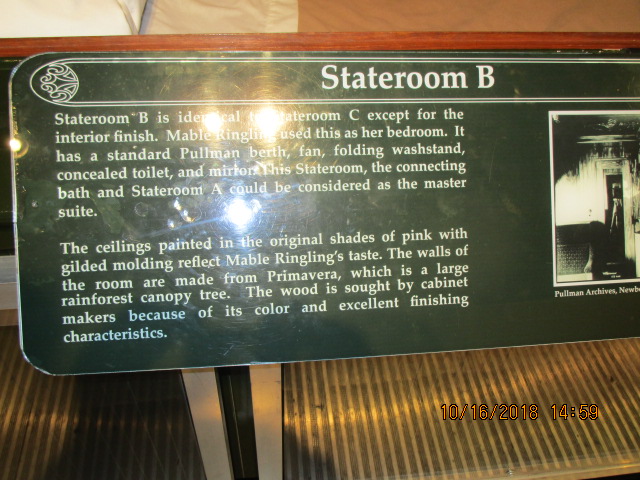 Stateroom B
Stateroom B is identical to Stateroom C except for the
interior finish. Mable Ringling used this as her bedroom. It
has a standard Pullman berth, fan, folding washstand,
concealed toilet, and mirror. This Stateroom, the connecting
bath and Stateroom A could be considered as the master
suite.
The ceilings painted in the original shades of pink with
gilded molding reflect Mable Ringling's taste. The walls of
the room are made from Primavera, which is a large
rainforest canopy tree. The wood is sought by cabinet
makers because of its color and excellent finishing
characteristics.
Pullman Archives,
10/16/2018 14:59